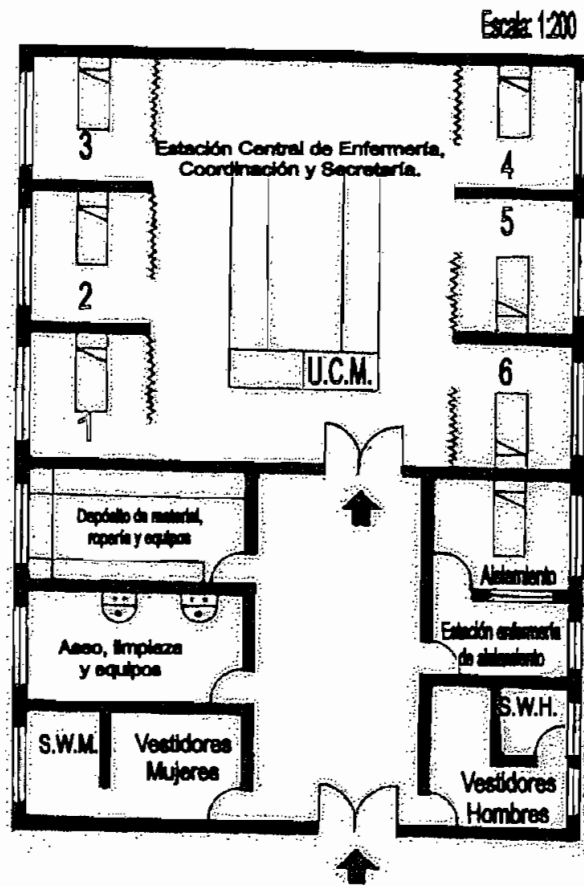 Escala: 1:200
3
Estación Central de Enfermería,
Coordinación y Secretaría.
4
2
5
U.C.M.
1
6
Depósito de material,
ropería y equipos
Aislamiento
Aseo, limpieza
y equipos
Estación enfermería
de aislamiento
S.W.M.
Vestidores
Mujeres
S.W.H.
Vestidores
Hombres